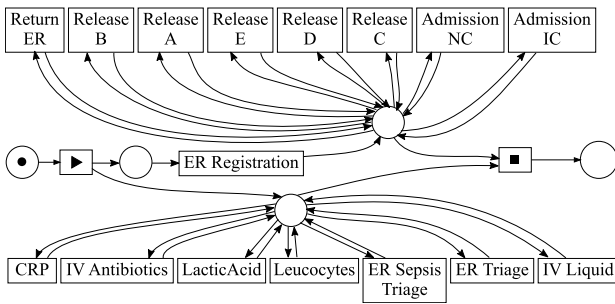 Return Release Release Release Release Release Admission Admission
ER B A E D C NC IC
ER Registration
CRP IV Antibiotics LacticAcid Leucocytes ER Sepsis ER Triage IV Liquid
Triage